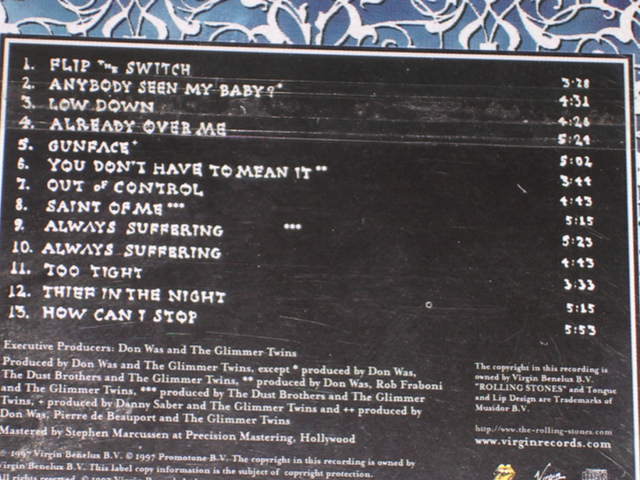 1. FLIP THE SWITCH 3:28
2. ANYBODY SEEN MY BABY?* 4:31
3. LOW DOWN 4:26
4. ALREADY OVER ME 5:24
5. GUNFACE+ 5:02
6. YOU DON'T HAVE TO MEAN IT** 3:44
7. OUT OF CONTROL 4:43
8. SAINT OF ME*** 5:15
9. ALWAYS SUFFERING *** 5:23
10. ALWAYS SUFFERING 4:43
11. TOO TIGHT 3:33
12. THIEF IN THE NIGHT 5:15
13. HOW CAN I STOP 5:53
Executive Producers: Don Was and The Glimmer Twins
Produced by Don Was and The Glimmer Twins, except * produced by Don Was,
The Dust Brothers and The Glimmer Twins, ** produced by Don Was, Rob Fraboni
and The Glimmer Twins, *** produced by The Dust Brothers and The Glimmer
Twins, + produced by Danny Saber and The Glimmer Twins and ++ produced by
Don Was, Pierre de Beauport and The Glimmer Twins
Mastered by Stephen Marcussen at Precision Mastering, Hollywood
℗ 1997 Virgin Benelux B.V. © 1997 Promotone B.V. The copyright in this recording is owned by
Virgin Benelux B.V. This label copy information is the subject of copyright protection.
All rights reserved. © 1997 Virgin
The copyright in this recording is
owned by Virgin Benelux B.V.
"ROLLING STONES" and Tongue
and Lip Design are Trademarks of
Musidor B.V.
http://www.the-rolling-stones.com
www.virginrecords.com
Virgin